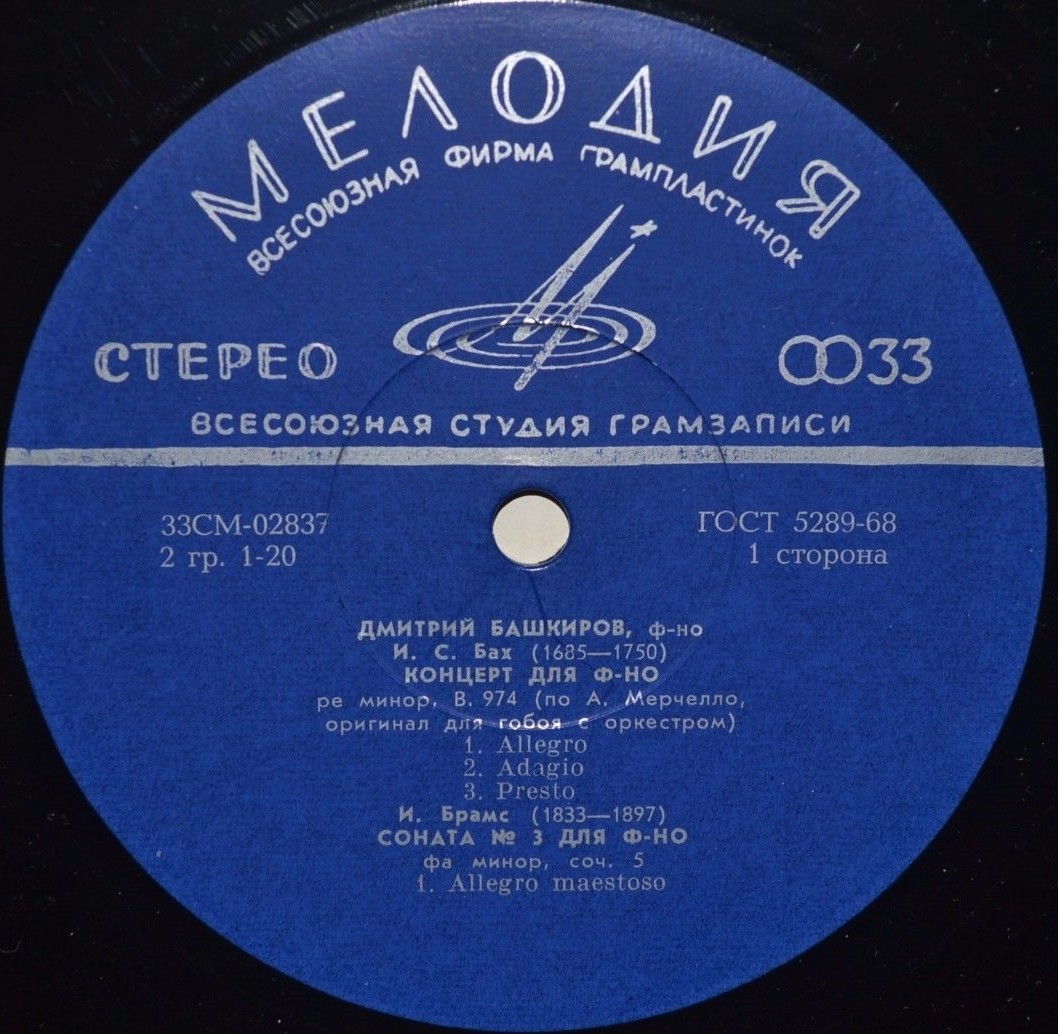 МЕЛОДИЯ
ВСЕСОЮЗНАЯ ФИРМА ГРАМПЛАСТИНОК
СТЕРЕО
33
ВСЕСОЮЗНАЯ СТУДИЯ ГРАМЗАПИСИ
33СМ-02837
ГОСТ 5289-68
2 гр. 1-20
1 сторона
ДМИТРИЙ БАШКИРОВ, ф-но
И. С. Бах (1685—1750)
КОНЦЕРТ ДЛЯ Ф-НО
ре минор, В. 974 (по А. Мерчелло,
оригинал для гобоя с оркестром)
1. Allegro
2. Adagio
3. Presto
И. Брамс (1833—1897)
СОНАТА № 3 ДЛЯ Ф-НО
фа минор, соч. 5
1. Allegro maestoso